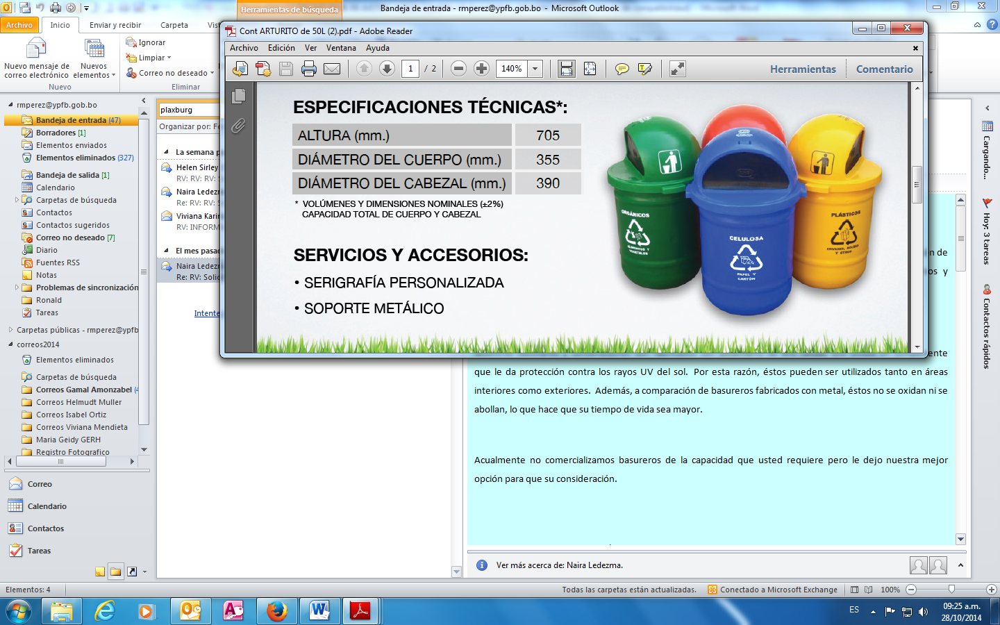 Herramientas de búsqueda
Bandeja de entrada - rmperez@ypfb.gob.bo - Microsoft Outlook
Archivo
Inicio
Enviar y recibir
Carpeta
Nuevo mensaje de correo electrónico
Nuevos elementos
Nuevo
Ignorar
Limpiar
Correo no deseado
Eliminar
rmperez@ypfb.gob.bo
Bandeja de entrada (47)
Borradores [1]
Elementos enviados
Elementos eliminados (327)
Bandeja de salida [1]
Calendario
Carpetas de búsqueda
Contactos
Contactos sugeridos
Correo no deseado [7]
Diario
Fuentes RSS
Notas
Problemas de sincronización
Ronald
Tareas
Carpetas públicas - rmperez@ypfb
correos2014
Elementos eliminados
Carpetas de búsqueda
Correos Gamal Amonzabel
Correos Helmudt Muller
Correos Isabel Ortiz
Correos Viviana Mendieta
Maria Geidy GERH
Registro Fotografico
Correo
Calendario
Contactos
Tareas
plaxburg
Organizar por:
La semana
Helen Sirley
RV: RV: RV:
Naira Ledez
Re: RV: RV:
Viviana Karin
RV: INFORM
El mes pasad
Naira Ledez
Re: RV: Solic
Intente
Cont ARTURITO de 50L (2).pdf - Adobe Reader
Archivo Edición Ver Ventana Ayuda
1 / 2
140%
Herramientas
Comentario
ESPECIFICACIONES TÉCNICAS*:
ALTURA (mm.) 705
DIÁMETRO DEL CUERPO (mm.) 355
DIÁMETRO DEL CABEZAL (mm.) 390
* VOLÚMENES Y DIMENSIONES NOMINALES (±2%)
CAPACIDAD TOTAL DE CUERPO Y CABEZAL
SERVICIOS Y ACCESORIOS:
• SERIGRAFÍA PERSONALIZADA
• SOPORTE METÁLICO
ORGÁNICOS
ALIMENTOS Y
VEGETALES
CELULOSA
PAPEL Y
CARTÓN
PLÁSTICOS
n de
os y
ente
que le da protección contra los rayos UV del sol. Por esta razón, éstos pueden ser utilizados tanto en áreas
interiores como exteriores. Además, a comparación de basureros fabricados con metal, éstos no se oxidan ni se
abollan, lo que hace que su tiempo de vida sea mayor.
Acualmente no comercializamos basureros de la capacidad que usted requiere pero le dejo nuestra mejor
opción para que su consideración.
Ver más acerca de: Naira Ledezma.
Cargando...
Hoy: 3 tareas
Contactos rápidos
Elementos: 4
Todas las carpetas están actualizadas.
Conectado a Microsoft Exchange
100%
ES
09:25 a.m.
28/10/2014